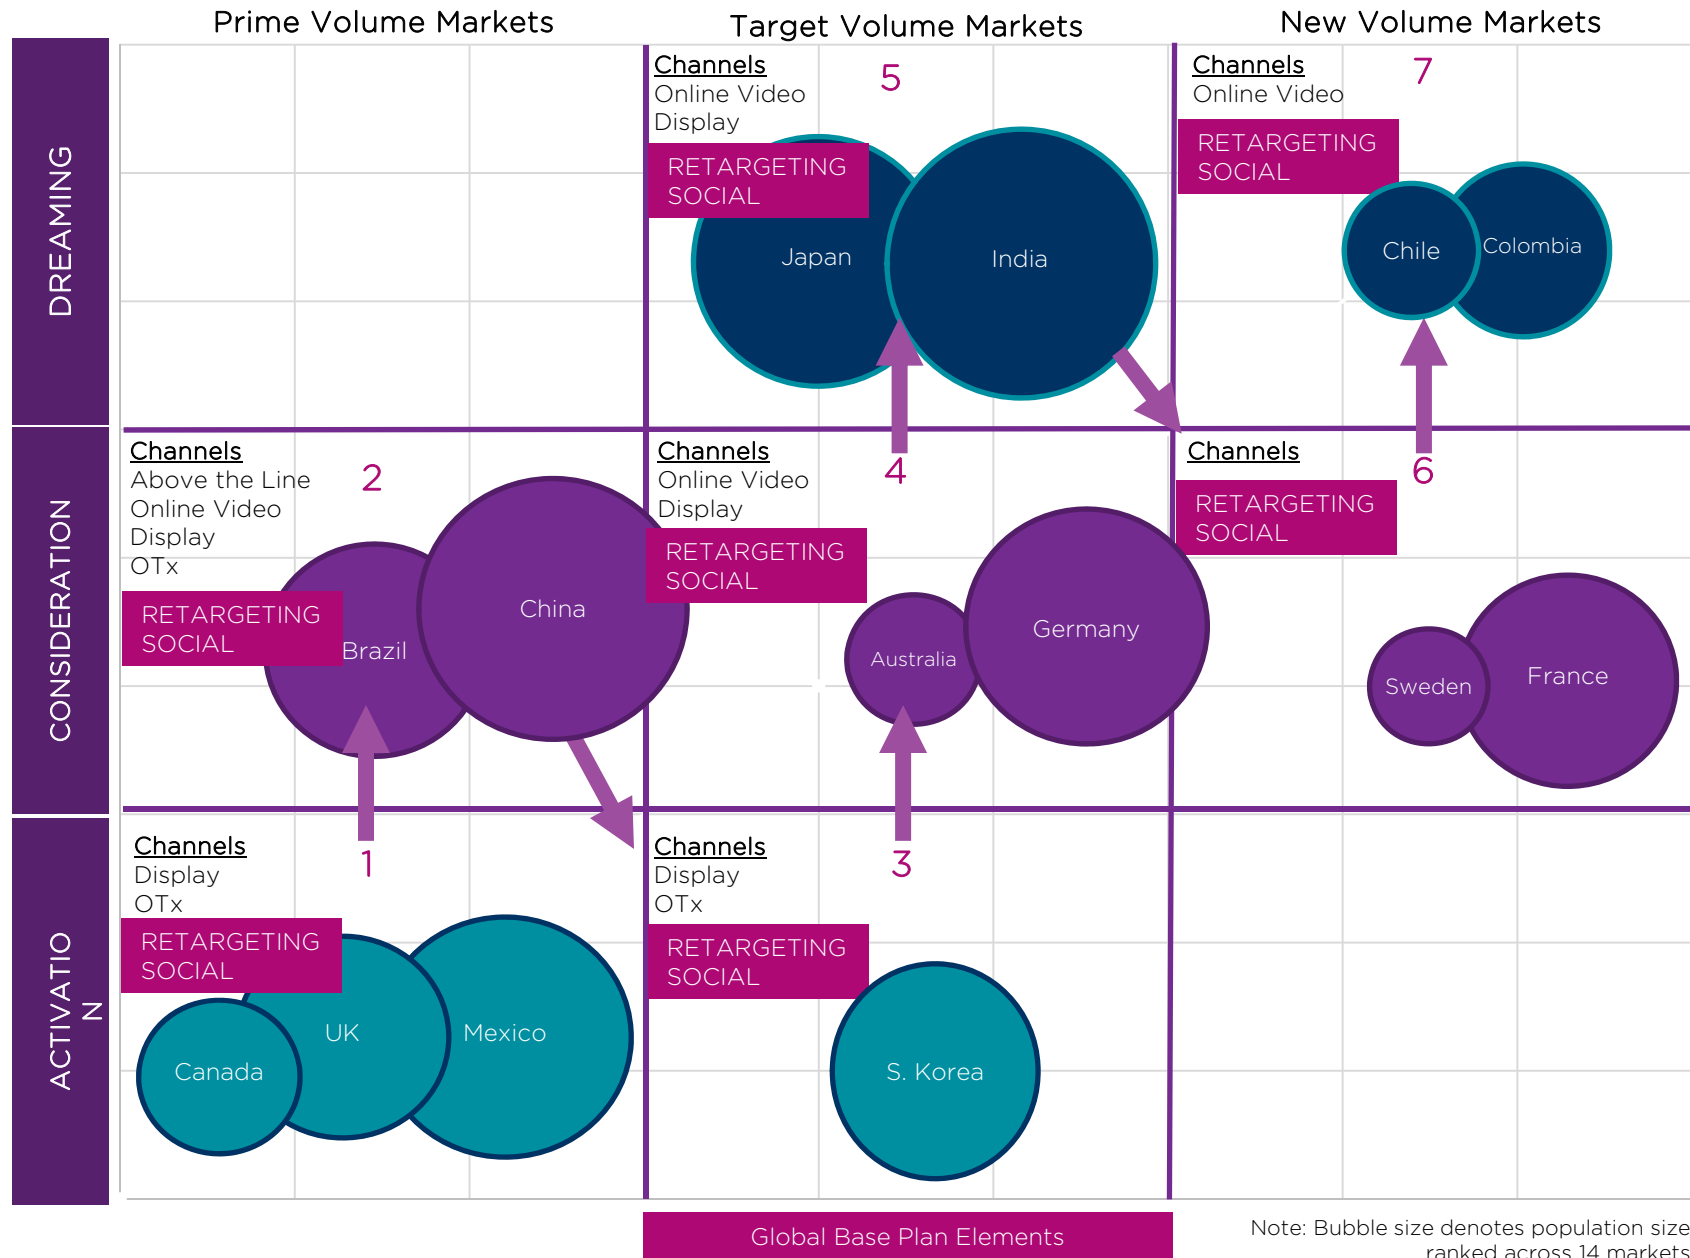 Prime Volume Markets
Target Volume Markets
New Volume Markets
DREAMING
Channels
Online Video
Display
5
RETARGETING
SOCIAL
Japan
India
Channels
Online Video
7
RETARGETING
SOCIAL
Chile
Colombia
CONSIDERATION
Channels
Above the Line
Online Video
Display
OTx
2
RETARGETING
SOCIAL
Brazil
China
Channels
Online Video
Display
4
RETARGETING
SOCIAL
Australia
Germany
Channels
6
RETARGETING
SOCIAL
Sweden
France
ACTIVATIO
N
Channels
Display
OTx
1
RETARGETING
SOCIAL
Canada
UK
Mexico
Channels
Display
OTx
3
RETARGETING
SOCIAL
S. Korea
Global Base Plan Elements
Note: Bubble size denotes population size
ranked across 14 markets